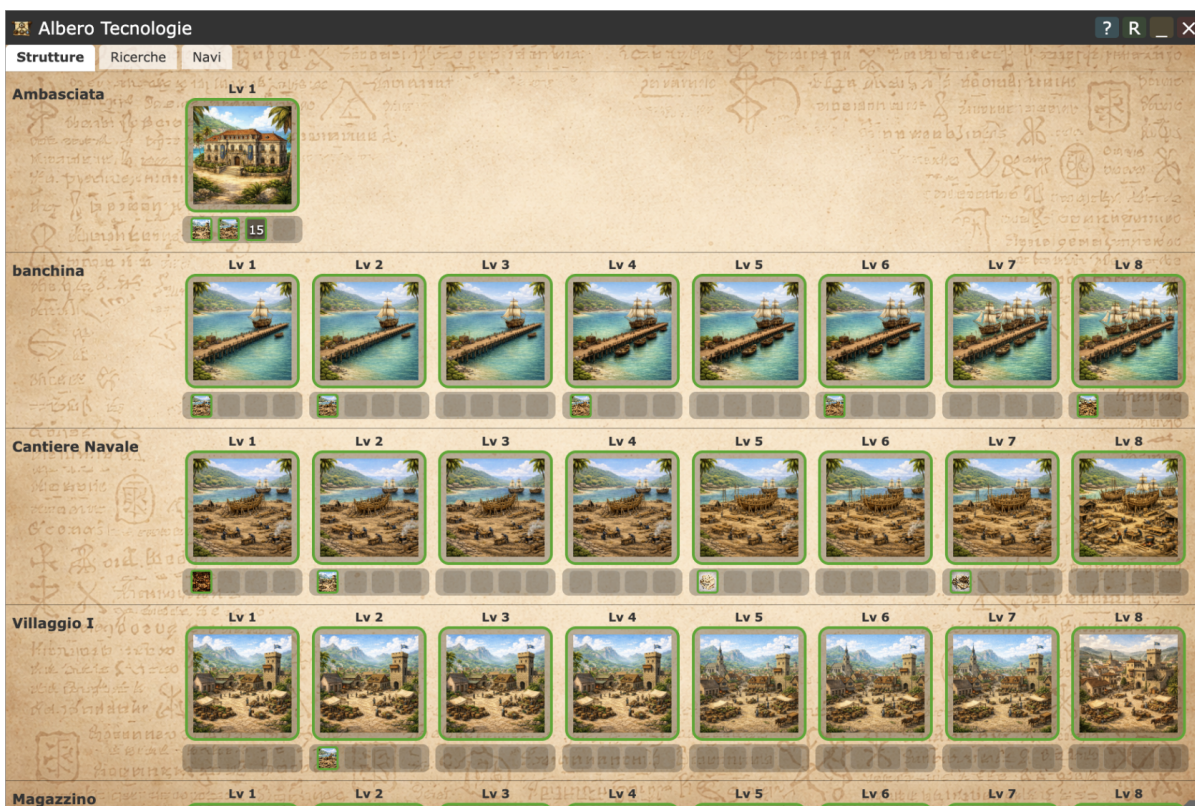 Albero Tecnologie
? R _ X
Strutture Ricerche Navi
Ambasciata
Lv 1
15
banchina
Lv 1 Lv 2 Lv 3 Lv 4 Lv 5 Lv 6 Lv 7 Lv 8
Cantiere Navale
Lv 1 Lv 2 Lv 3 Lv 4 Lv 5 Lv 6 Lv 7 Lv 8
Villaggio I
Lv 1 Lv 2 Lv 3 Lv 4 Lv 5 Lv 6 Lv 7 Lv 8
Magazzino
Lv 1 Lv 2 Lv 3 Lv 4 Lv 5 Lv 6 Lv 7 Lv 8